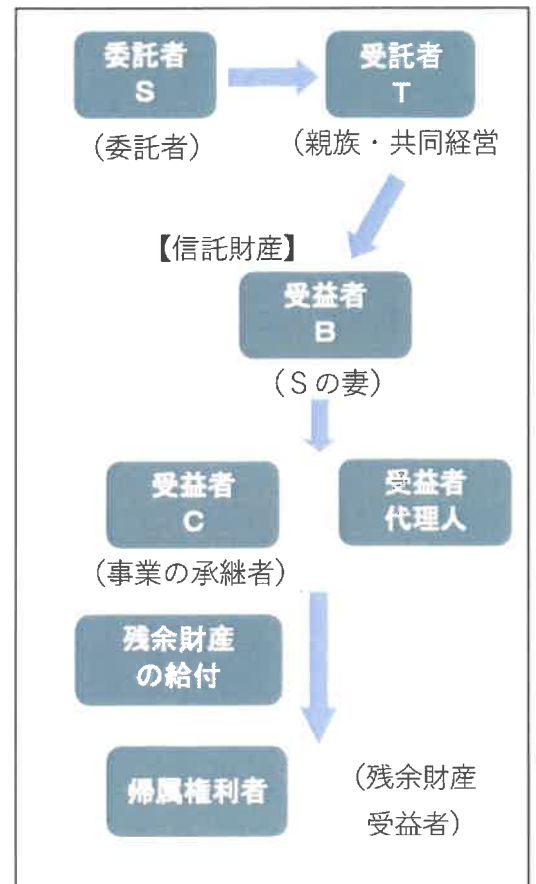 委託者
S
受託者
T
（委託者）
（親族・共同経営
【信託財産】
受益者
B
（Sの妻）
受益者
C
受益者
代理人
（事業の承継者）
残余財産
の給付
帰属権利者
（残余財産
受益者）